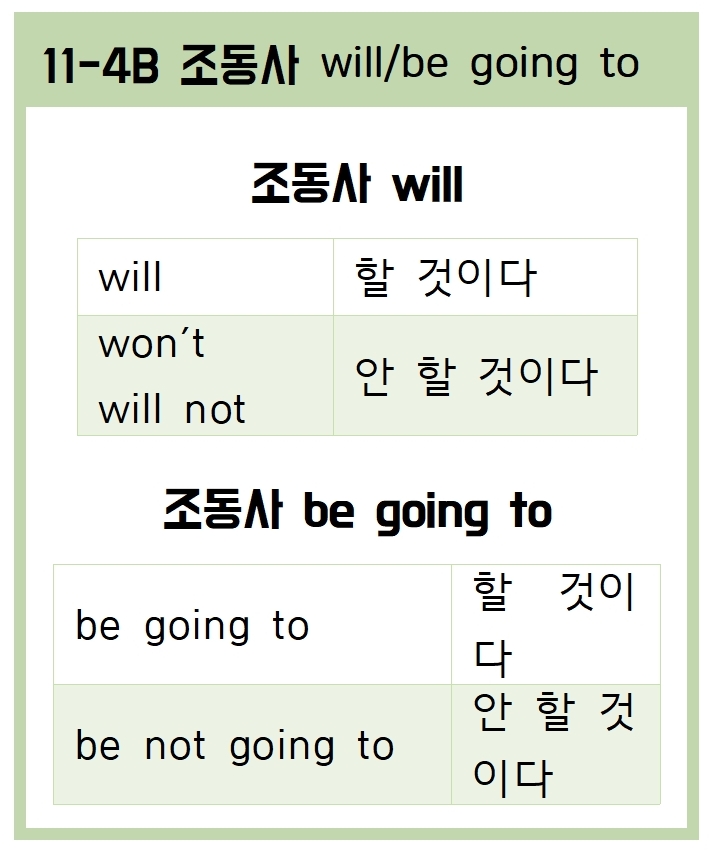 11-4B 조동사 will/be going to
조동사 will
will 할 것이다
won´t
will not
안 할 것이다
조동사 be going to
be going to
할 것이
다
be not going to
안 할 것
이다